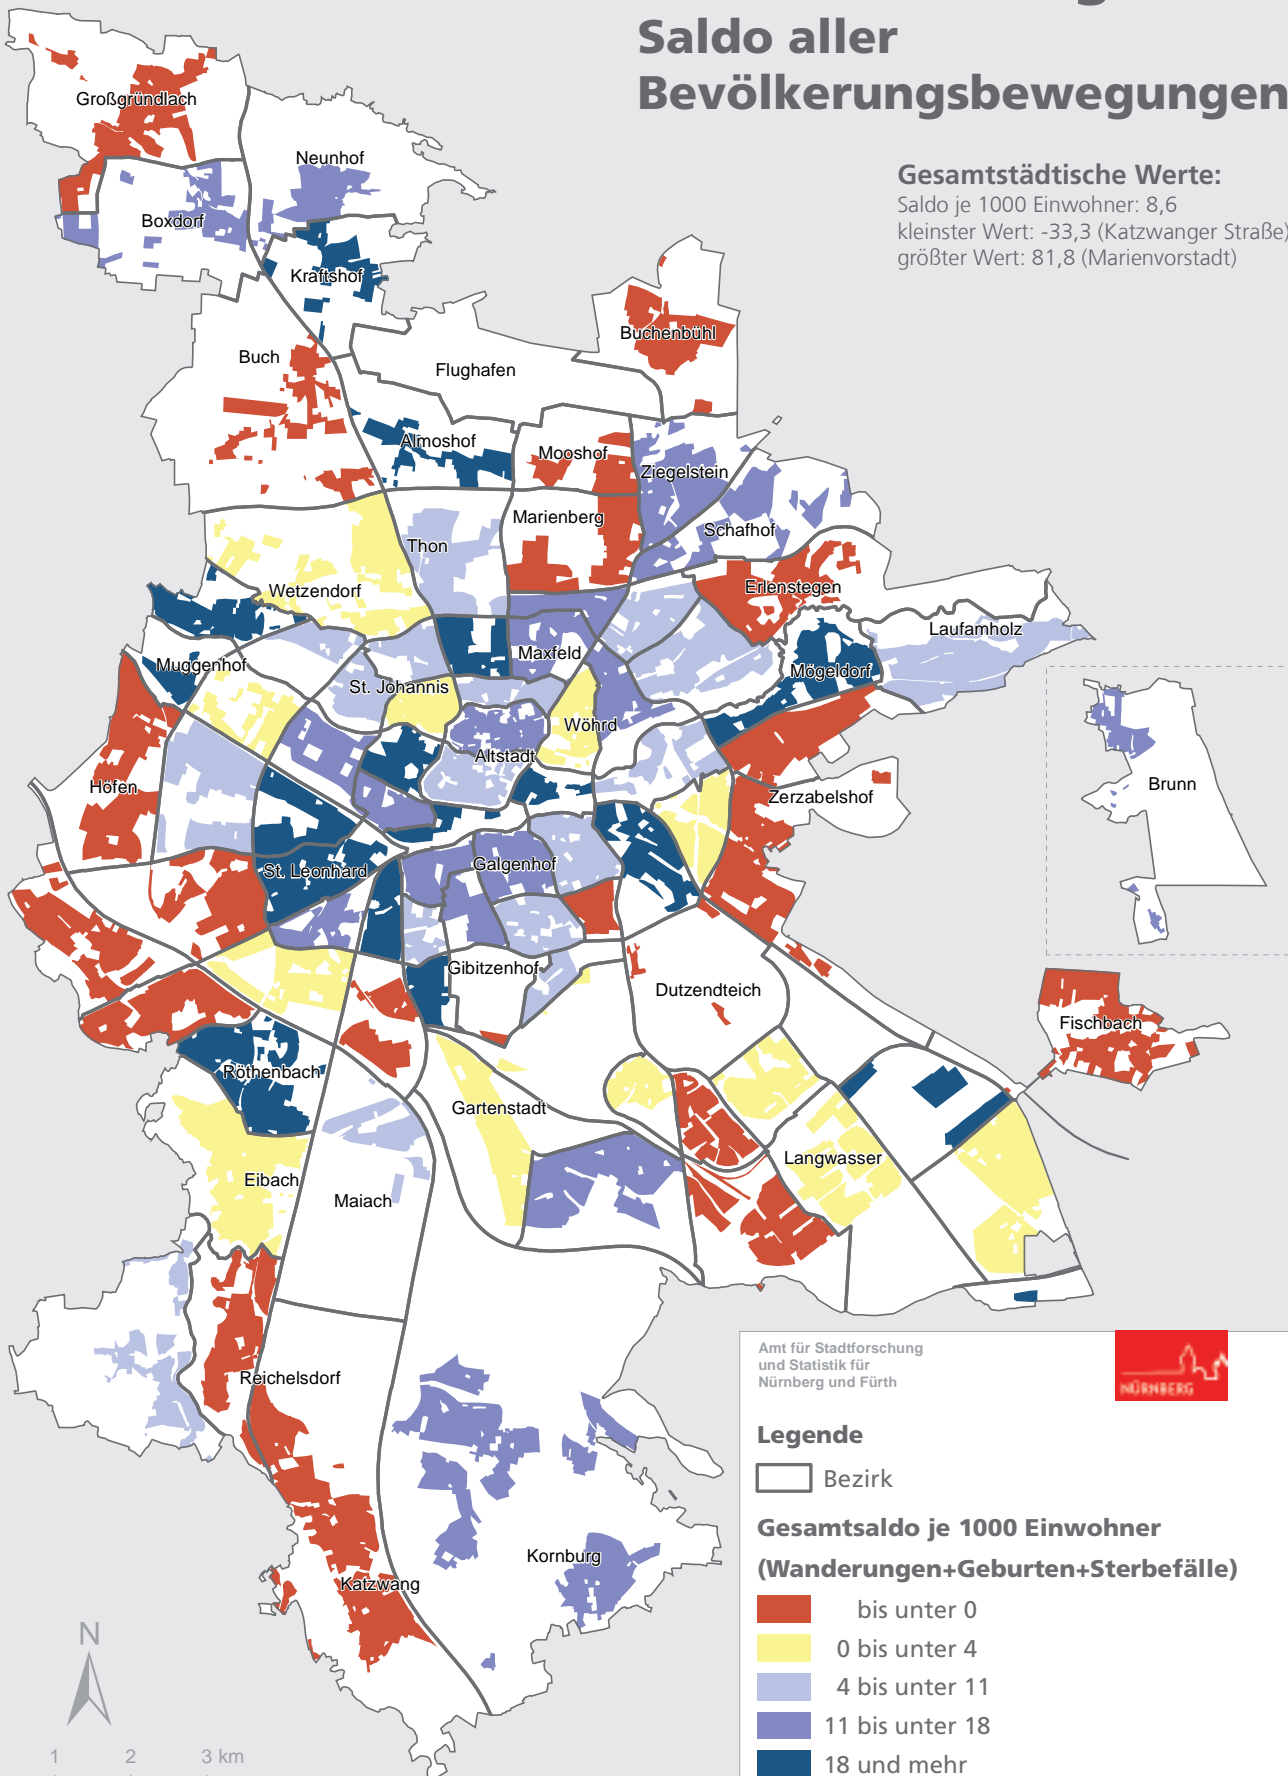 Saldo aller
Bevölkerungsbewegungen
Gesamtstädtische Werte:
Saldo je 1000 Einwohner: 8,6
kleinster Wert: -33,3 (Katzwanger Straße)
größter Wert: 81,8 (Marienvorstadt)
Großgründlach
Neunhof
Boxdorf
Kraftshof
Buchenbühl
Buch
Flughafen
Almoshof
Mooshof
Ziegelstein
Marienberg
Schafhof
Thon
Wetzendorf
Erlenstegen
Laufamholz
Maxfeld
Muggenhof
Mögeldorf
St. Johannis
Wöhrd
Altstadt
Brunn
Höfen
Zerzabelshof
St. Leonhard
Galgenhof
Gibitzenhof
Dutzendteich
Fischbach
Röthenbach
Gartenstadt
Langwasser
Eibach
Maiach
Reichelsdorf
Kornburg
Katzwang
Amt für Stadtforschung
und Statistik für
Nürnberg und Fürth
NÜRNBERG
Legende
Bezirk
Gesamtsaldo je 1000 Einwohner
(Wanderungen+Geburten+Sterbefälle)
bis unter 0
0 bis unter 4
4 bis unter 11
11 bis unter 18
18 und mehr
N
1 2 3 km